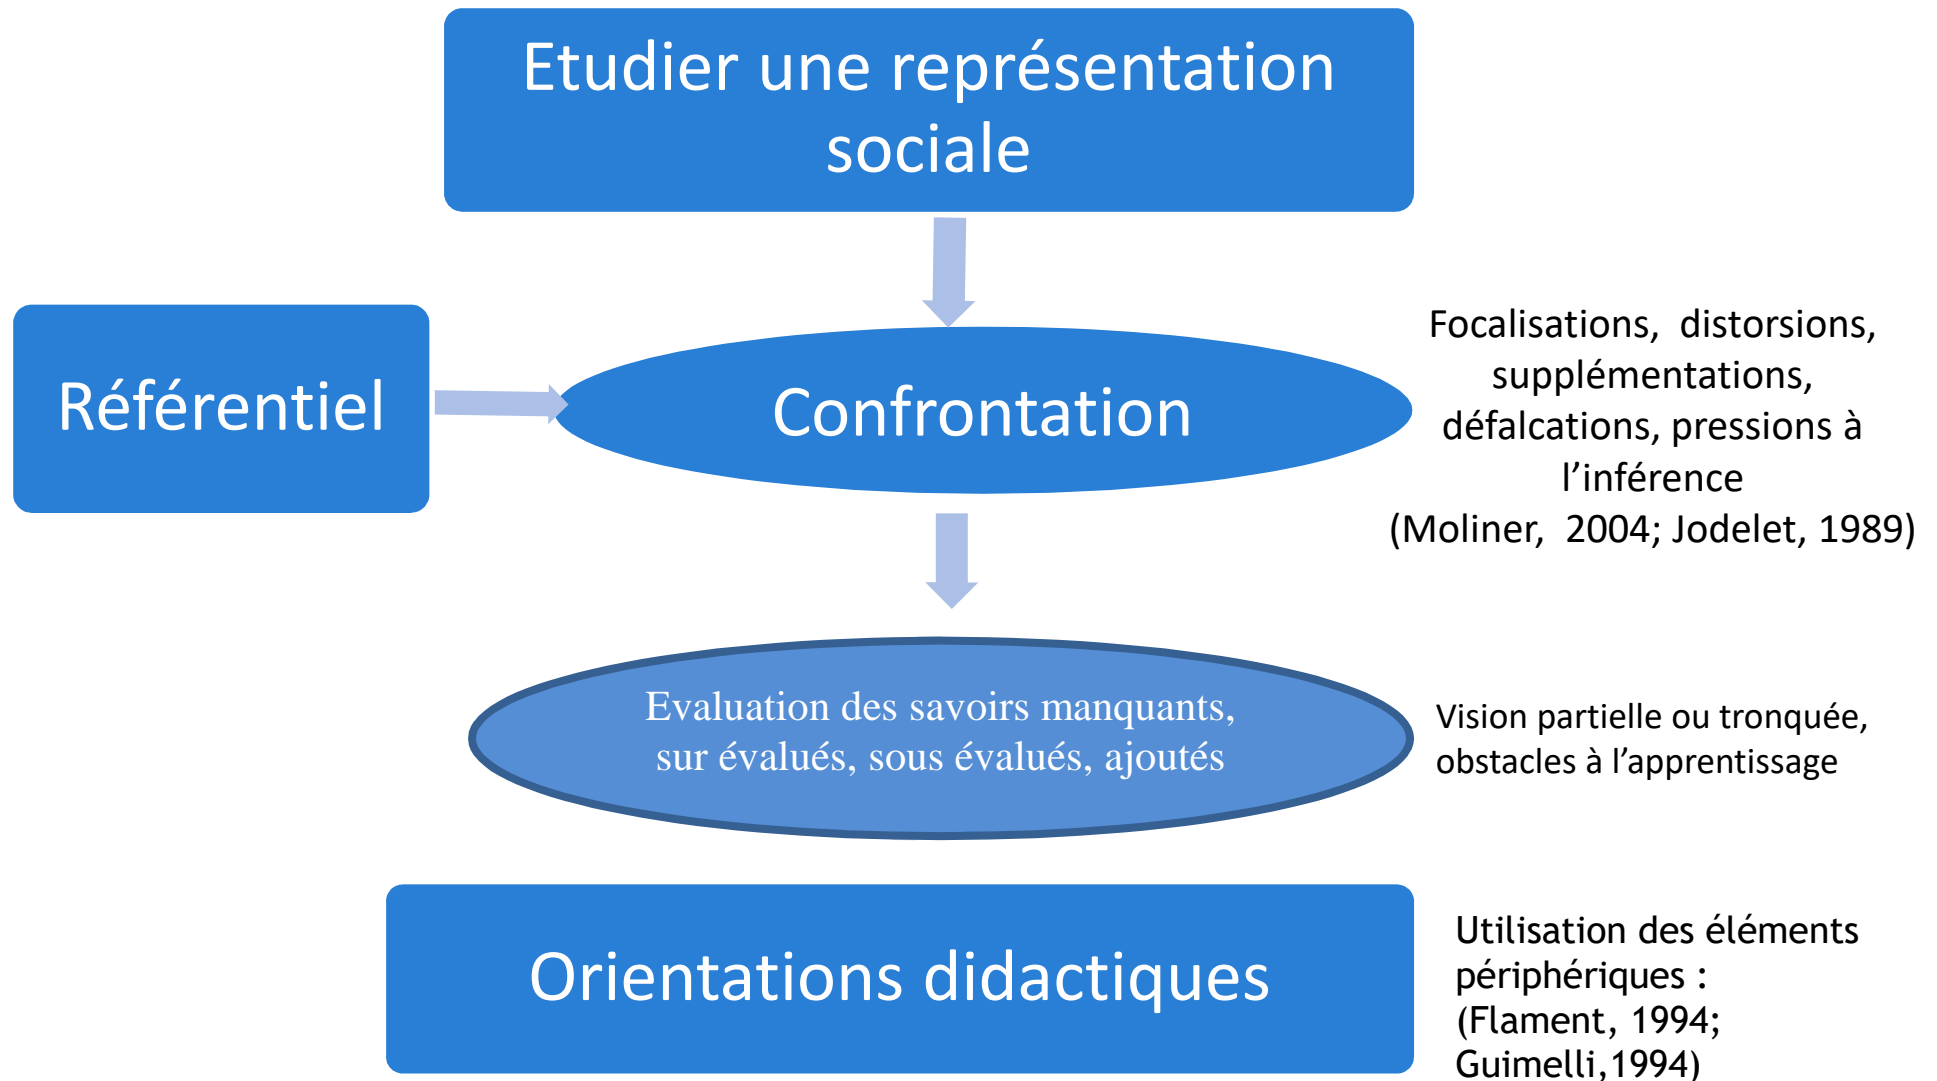 Etudier une représentation
sociale
Référentiel
Confrontation
Focalisations, distorsions,
supplémentations,
défalcations, pressions à
l’inférence
(Moliner, 2004; Jodelet, 1989)
Evaluation des savoirs manquants,
sur évalués, sous évalués, ajoutés
Vision partielle ou tronquée,
obstacles à l’apprentissage
Orientations didactiques
Utilisation des éléments
périphériques :
(Flament, 1994;
Guimelli,1994)